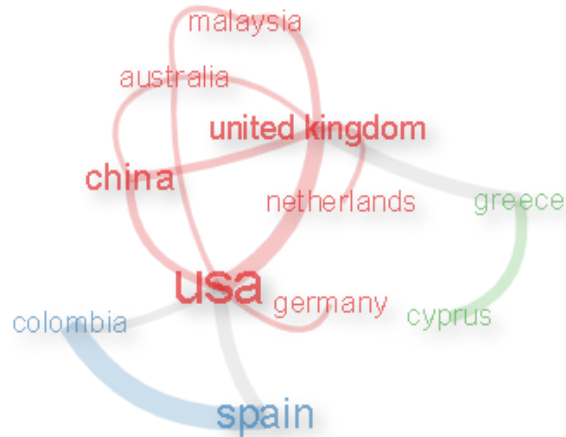 malaysia
australia
united kingdom
china
netherlands
greece
usa
germany
colombia
cyprus
spain